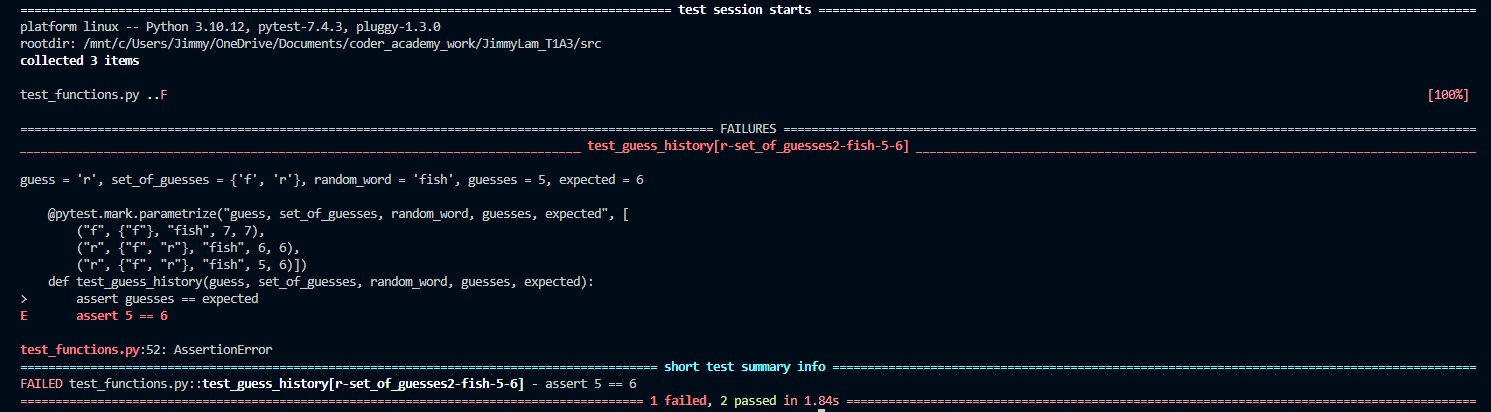 ============================================================================================= test session starts ==============================================================================================
platform linux -- Python 3.10.12, pytest-7.4.3, pluggy-1.3.0
rootdir: /mnt/c/Users/Jimmy/OneDrive/Documents/coder_academy_work/JimmyLam_T1A3/src
collected 3 items

test_functions.py ..F [100%]

=================================================================================================== FAILURES ===================================================================================================
________________________________________________________________________________ test_guess_history[r-set_of_guesses2-fish-5-6] ________________________________________________________________________________

guess = 'r', set_of_guesses = {'f', 'r'}, random_word = 'fish', guesses = 5, expected = 6

    @pytest.mark.parametrize("guess, set_of_guesses, random_word, guesses, expected", [
        ("f", {"f"}, "fish", 7, 7),
        ("r", {"f", "r"}, "fish", 6, 6),
        ("r", {"f", "r"}, "fish", 5, 6)])
    def test_guess_history(guess, set_of_guesses, random_word, guesses, expected):
>       assert guesses == expected
E       assert 5 == 6

test_functions.py:52: AssertionError
=========================================================================================== short test summary info ============================================================================================
FAILED test_functions.py::test_guess_history[r-set_of_guesses2-fish-5-6] - assert 5 == 6
========================================================================================= 1 failed, 2 passed in 1.84s ==========================================================================================